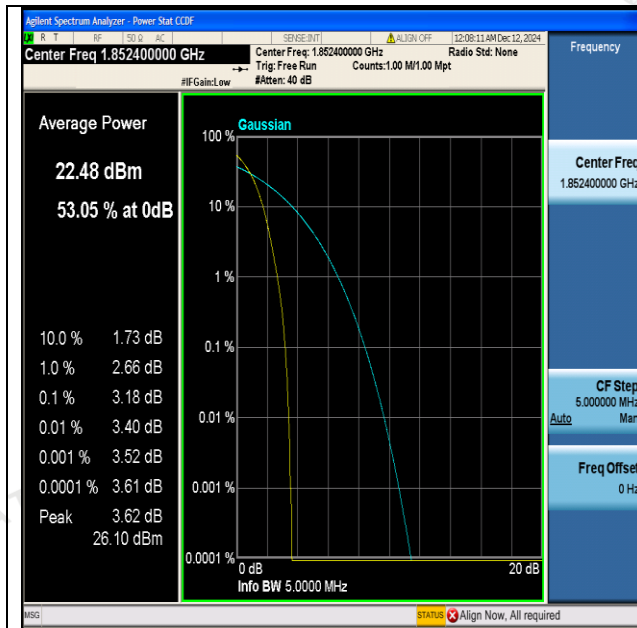 Agilent Spectrum Analyzer - Power Stat CCDF
R T RF 50 Ω AC SENSE:INT ALIGN OFF 12:08:11 AM Dec 12, 2024
Center Freq 1.852400000 GHz
Center Freq: 1.852400000 GHz Radio Std: None
Trig: Free Run Counts:1.00 M/1.00 Mpt
#IFGain:Low #Atten: 40 dB
Frequency
Average Power
22.48 dBm
53.05 % at 0dB
10.0 % 1.73 dB
1.0 % 2.66 dB
0.1 % 3.18 dB
0.01 % 3.40 dB
0.001 % 3.52 dB
0.0001 % 3.61 dB
Peak 3.62 dB
26.10 dBm
Gaussian
100 %
10 %
1 %
0.1 %
0.01 %
0.001 %
0.0001 %
0 dB 20 dB
Info BW 5.0000 MHz
Center Freq
1.852400000 GHz
CF Step
5.000000 MHz
Auto Man
Freq Offset
0 Hz
MSG STATUS Align Now, All required